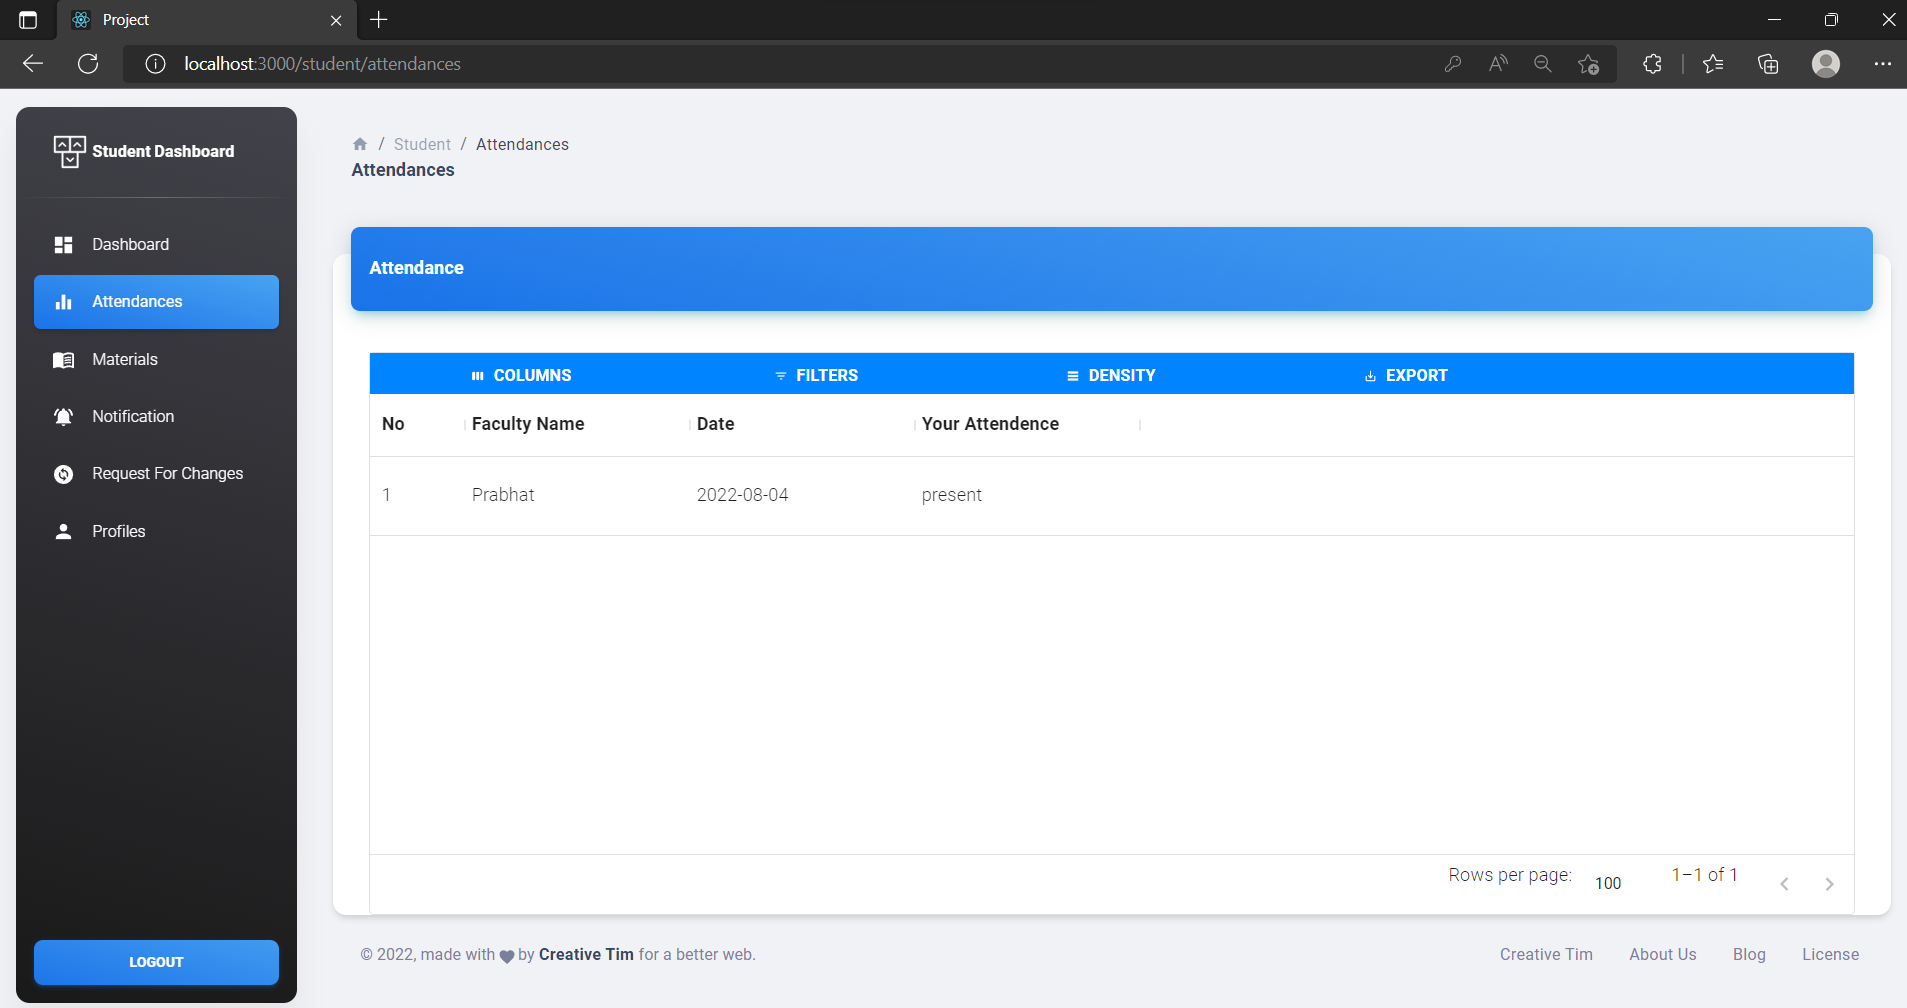 Project
localhost:3000/student/attendances
Student Dashboard
Dashboard
Attendances
Materials
Notification
Request For Changes
Profiles
LOGOUT
/ Student / Attendances
Attendances
Attendance
COLUMNS FILTERS DENSITY EXPORT
No Faculty Name Date Your Attendence
1 Prabhat 2022-08-04 present
Rows per page: 100 1–1 of 1
© 2022, made with by Creative Tim for a better web.
Creative Tim About Us Blog License